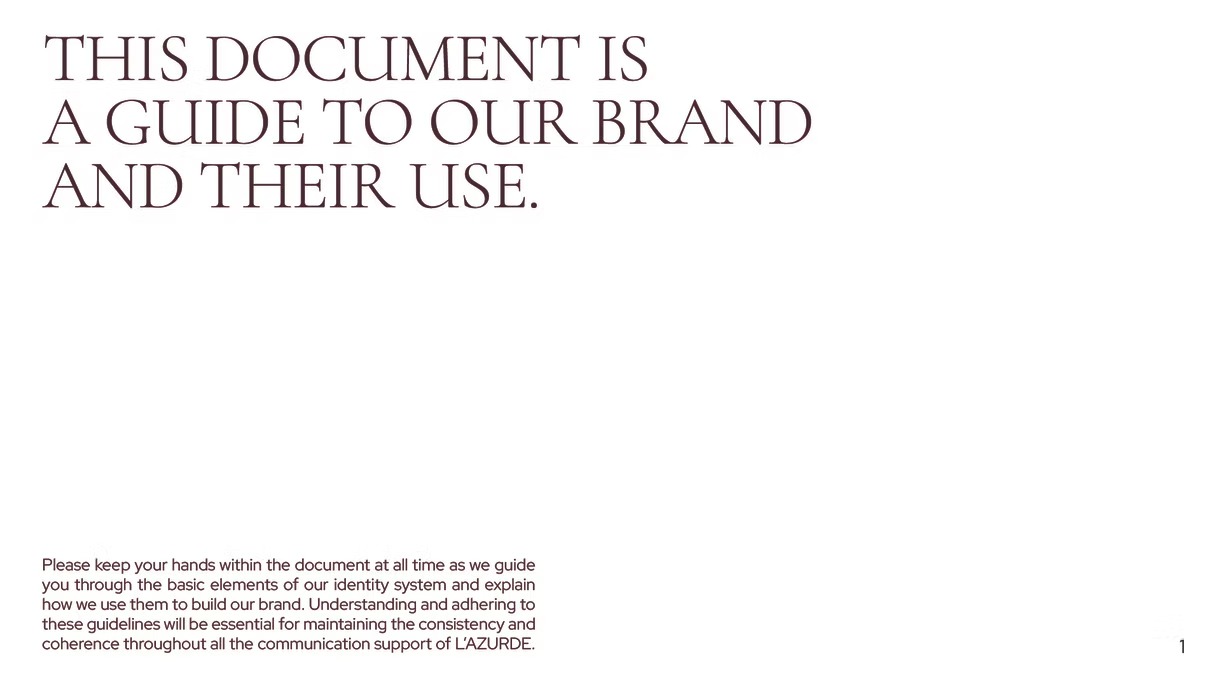 THIS DOCUMENT IS
A GUIDE TO OUR BRAND
AND THEIR USE.
Please keep your hands within the document at all time as we guide
you through the basic elements of our identity system and explain
how we use them to build our brand. Understanding and adhering to
these guidelines will be essential for maintaining the consistency and
coherence throughout all the communication support of L’AZURDE.
1